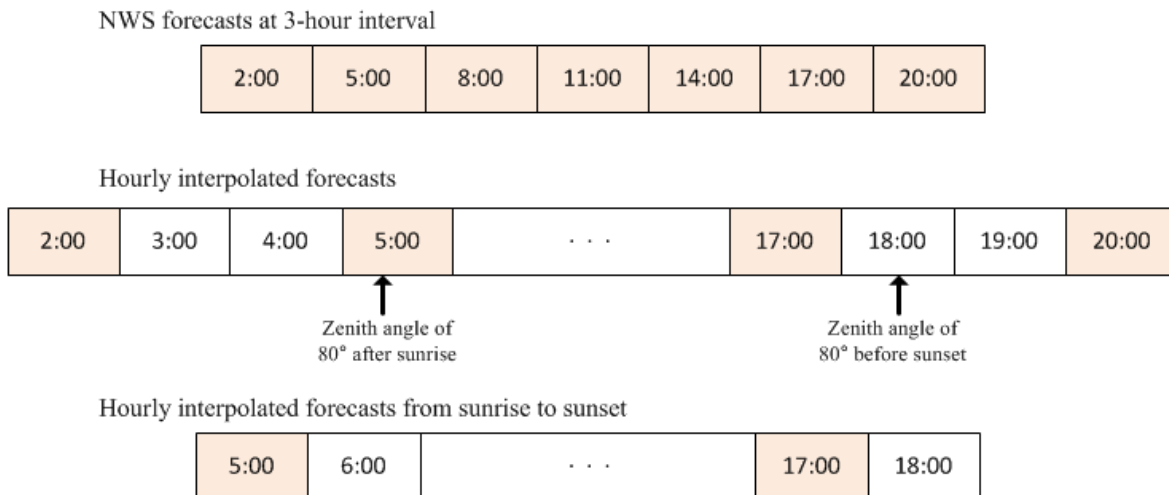 NWS forecasts at 3-hour interval
2:00 5:00 8:00 11:00 14:00 17:00 20:00
Hourly interpolated forecasts
2:00 3:00 4:00 5:00 · · · 17:00 18:00 19:00 20:00
Zenith angle of
80° after sunrise
Zenith angle of
80° before sunset
Hourly interpolated forecasts from sunrise to sunset
5:00 6:00 · · · 17:00 18:00